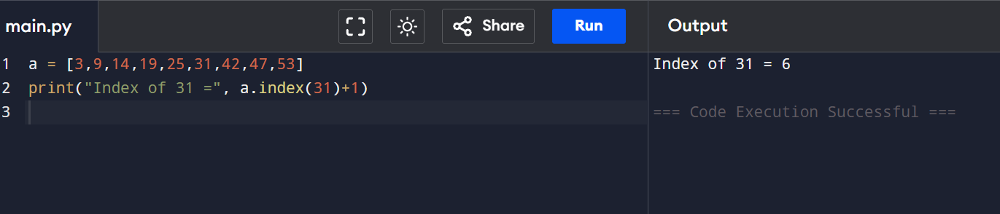 main.py Share Run Output
1 a = [3,9,14,19,25,31,42,47,53]
2 print("Index of 31 =", a.index(31)+1)
3
Index of 31 = 6
=== Code Execution Successful ===